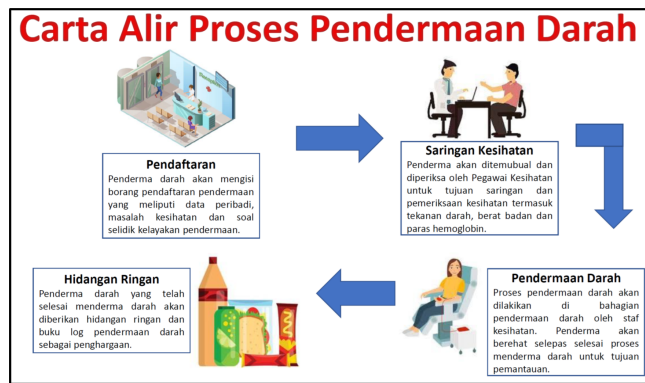 Carta Alir Proses Pendermaan Darah
Pendaftaran
Penderma darah akan mengisi
borang pendaftaran pendermaan
yang meliputi data peribadi,
masalah kesihatan dan soal
selidik kelayakan pendermaan.
Saringan Kesihatan
Penderma akan ditemubual dan
diperiksa oleh Pegawai Kesihatan
untuk tujuan saringan dan
pemeriksaan kesihatan termasuk
tekanan darah, berat badan dan
paras hemoglobin.
Pendermaan Darah
Proses pendermaan darah akan
dilakikan di bahagian
pendermaan darah oleh staf
kesihatan. Penderma akan
berehat selepas selesai proses
menderma darah untuk tujuan
pemantauan.
Hidangan Ringan
Penderma darah yang telah
selesai menderma darah akan
diberikan hidangan ringan dan
buku log pendermaan darah
sebagai penghargaan.